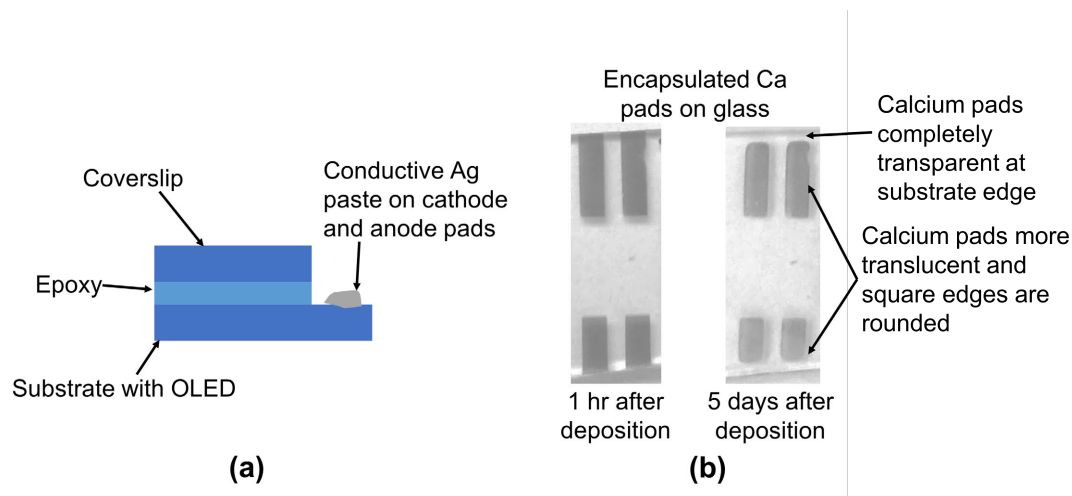 Coverslip
Epoxy
Substrate with OLED
Conductive Ag
paste on cathode
and anode pads
(a)
Encapsulated Ca
pads on glass
1 hr after
deposition
5 days after
deposition
Calcium pads
completely
transparent at
substrate edge
Calcium pads more
translucent and
square edges are
rounded
(b)